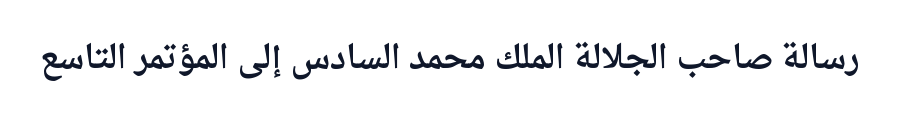 رسالة صاحب الجلالة الملك محمد السادس إلى المؤتمر التاسع